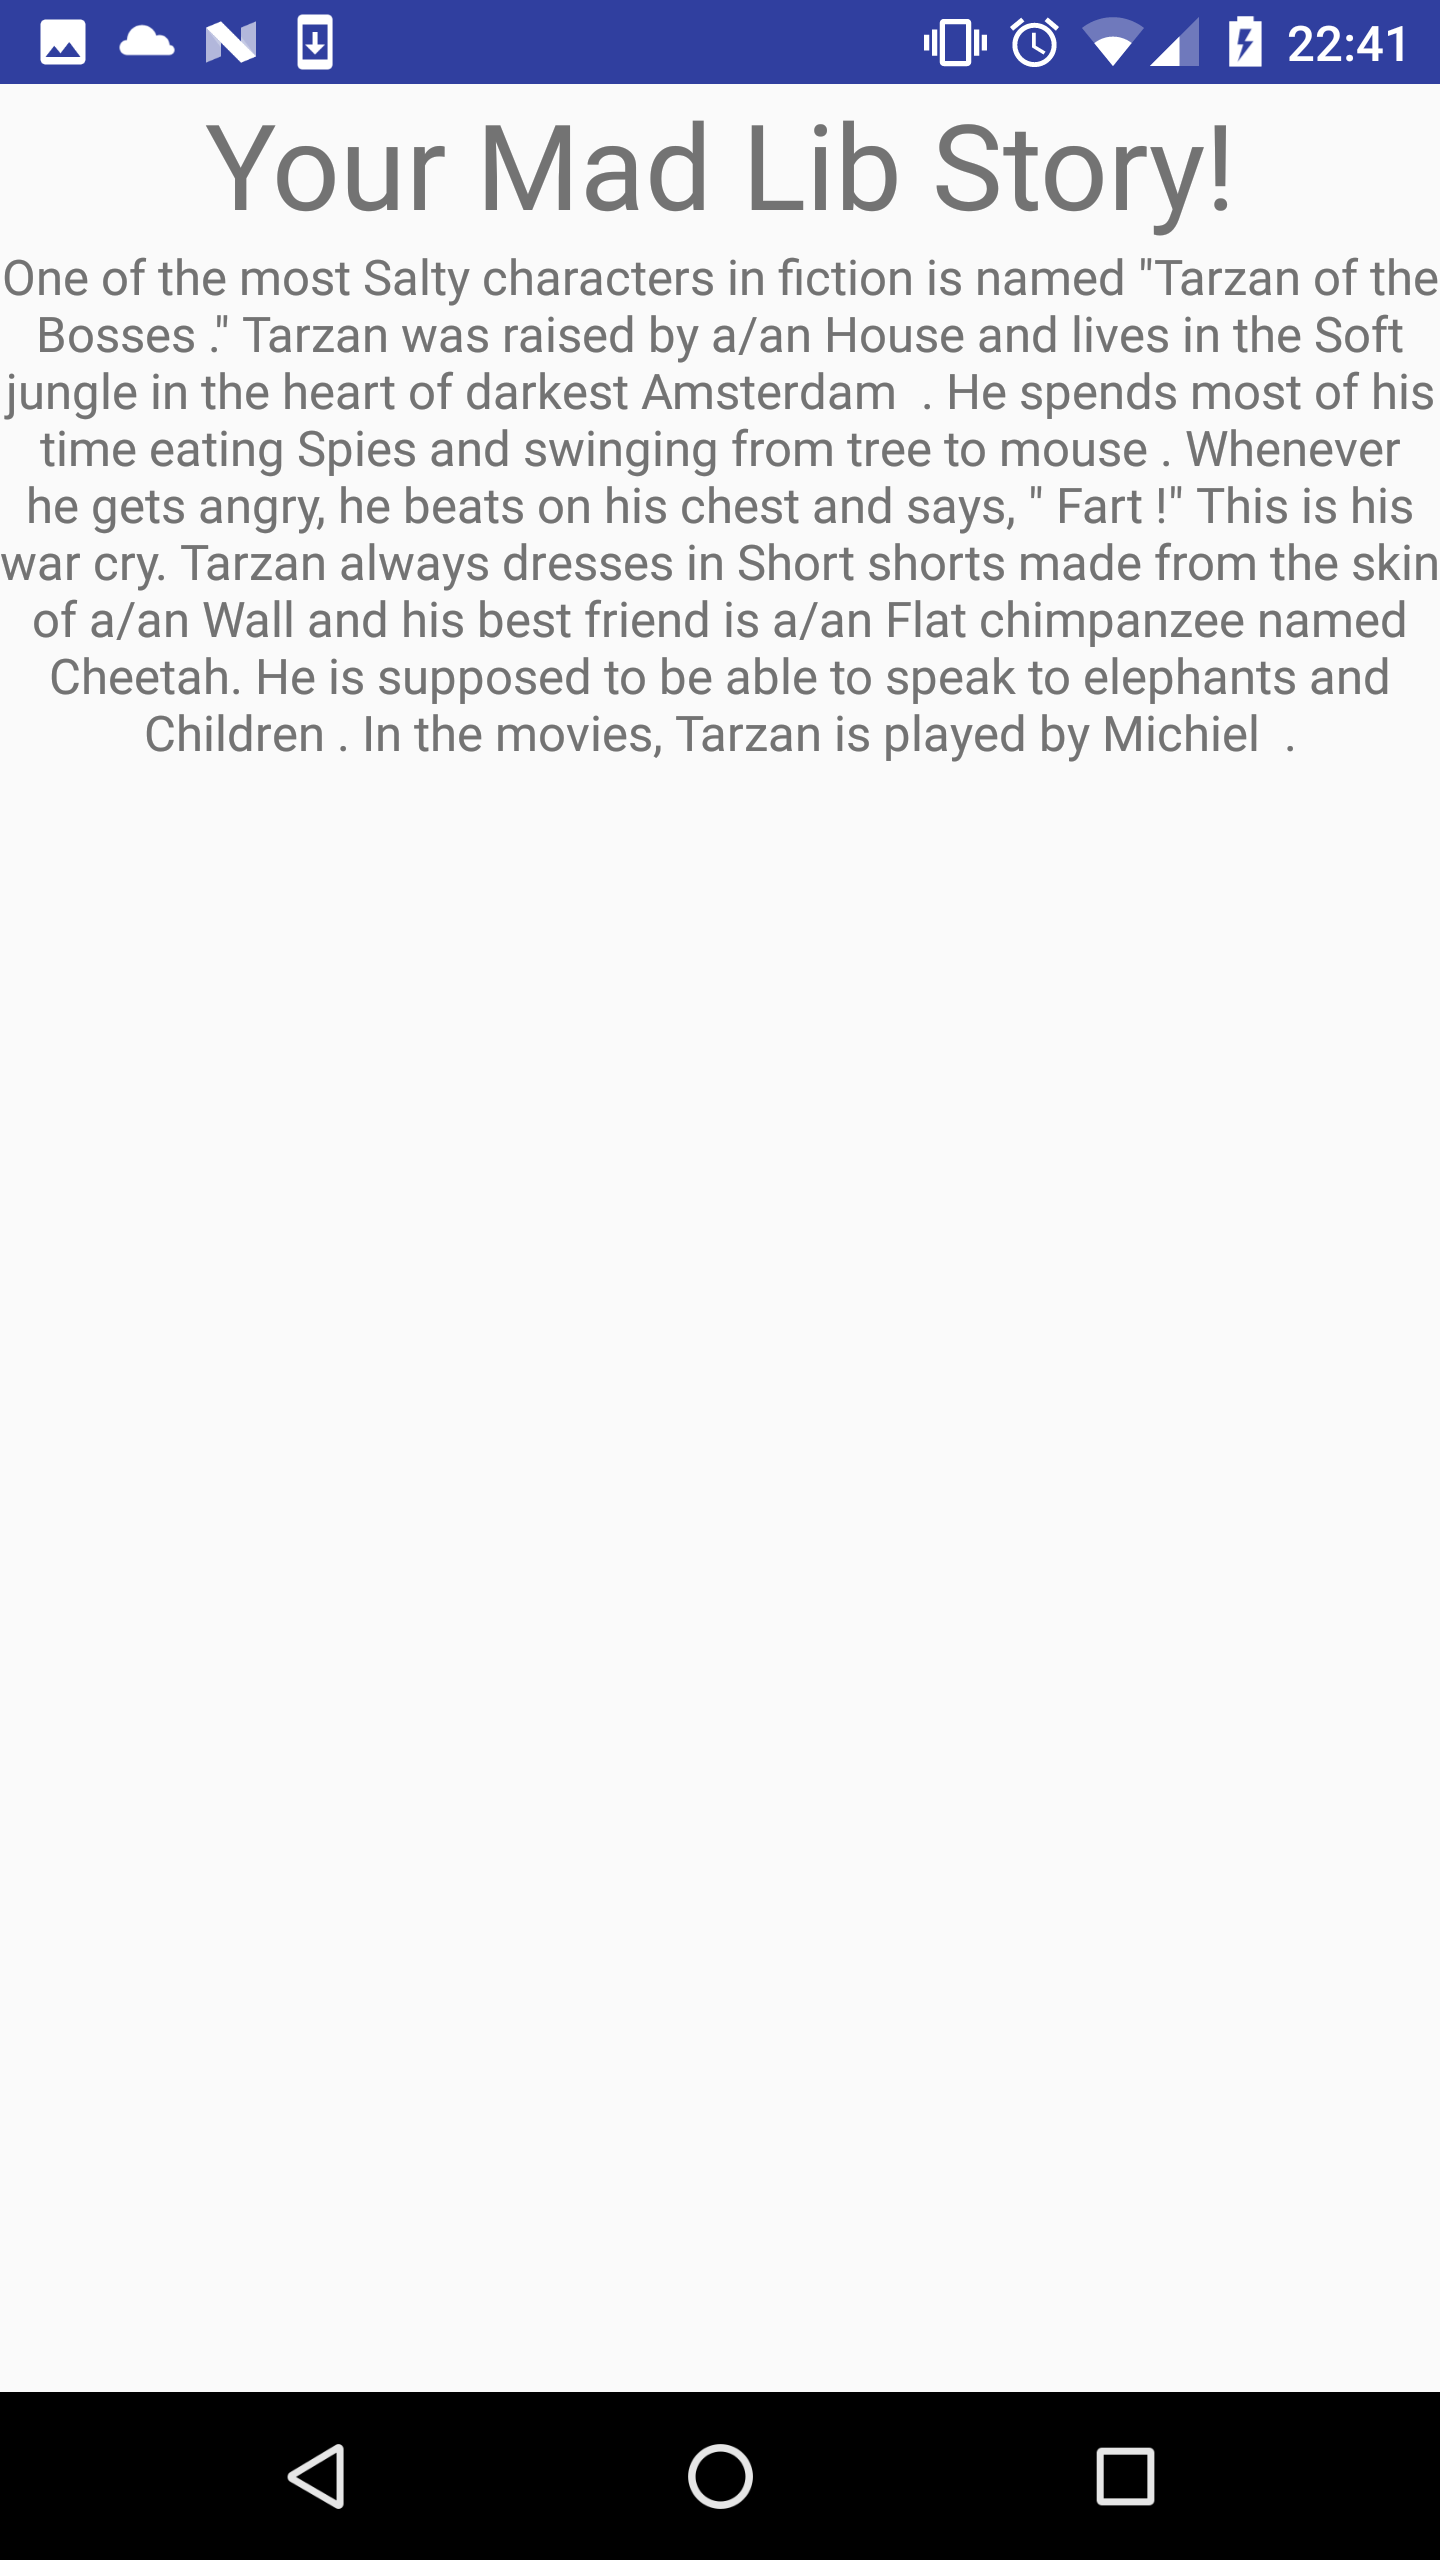 22:41
Your Mad Lib Story!
One of the most Salty characters in fiction is named "Tarzan of the
Bosses ." Tarzan was raised by a/an House and lives in the Soft
jungle in the heart of darkest Amsterdam  . He spends most of his
time eating Spies and swinging from tree to mouse . Whenever
he gets angry, he beats on his chest and says, " Fart !" This is his
war cry. Tarzan always dresses in Short shorts made from the skin
of a/an Wall and his best friend is a/an Flat chimpanzee named
Cheetah. He is supposed to be able to speak to elephants and
Children . In the movies, Tarzan is played by Michiel  .